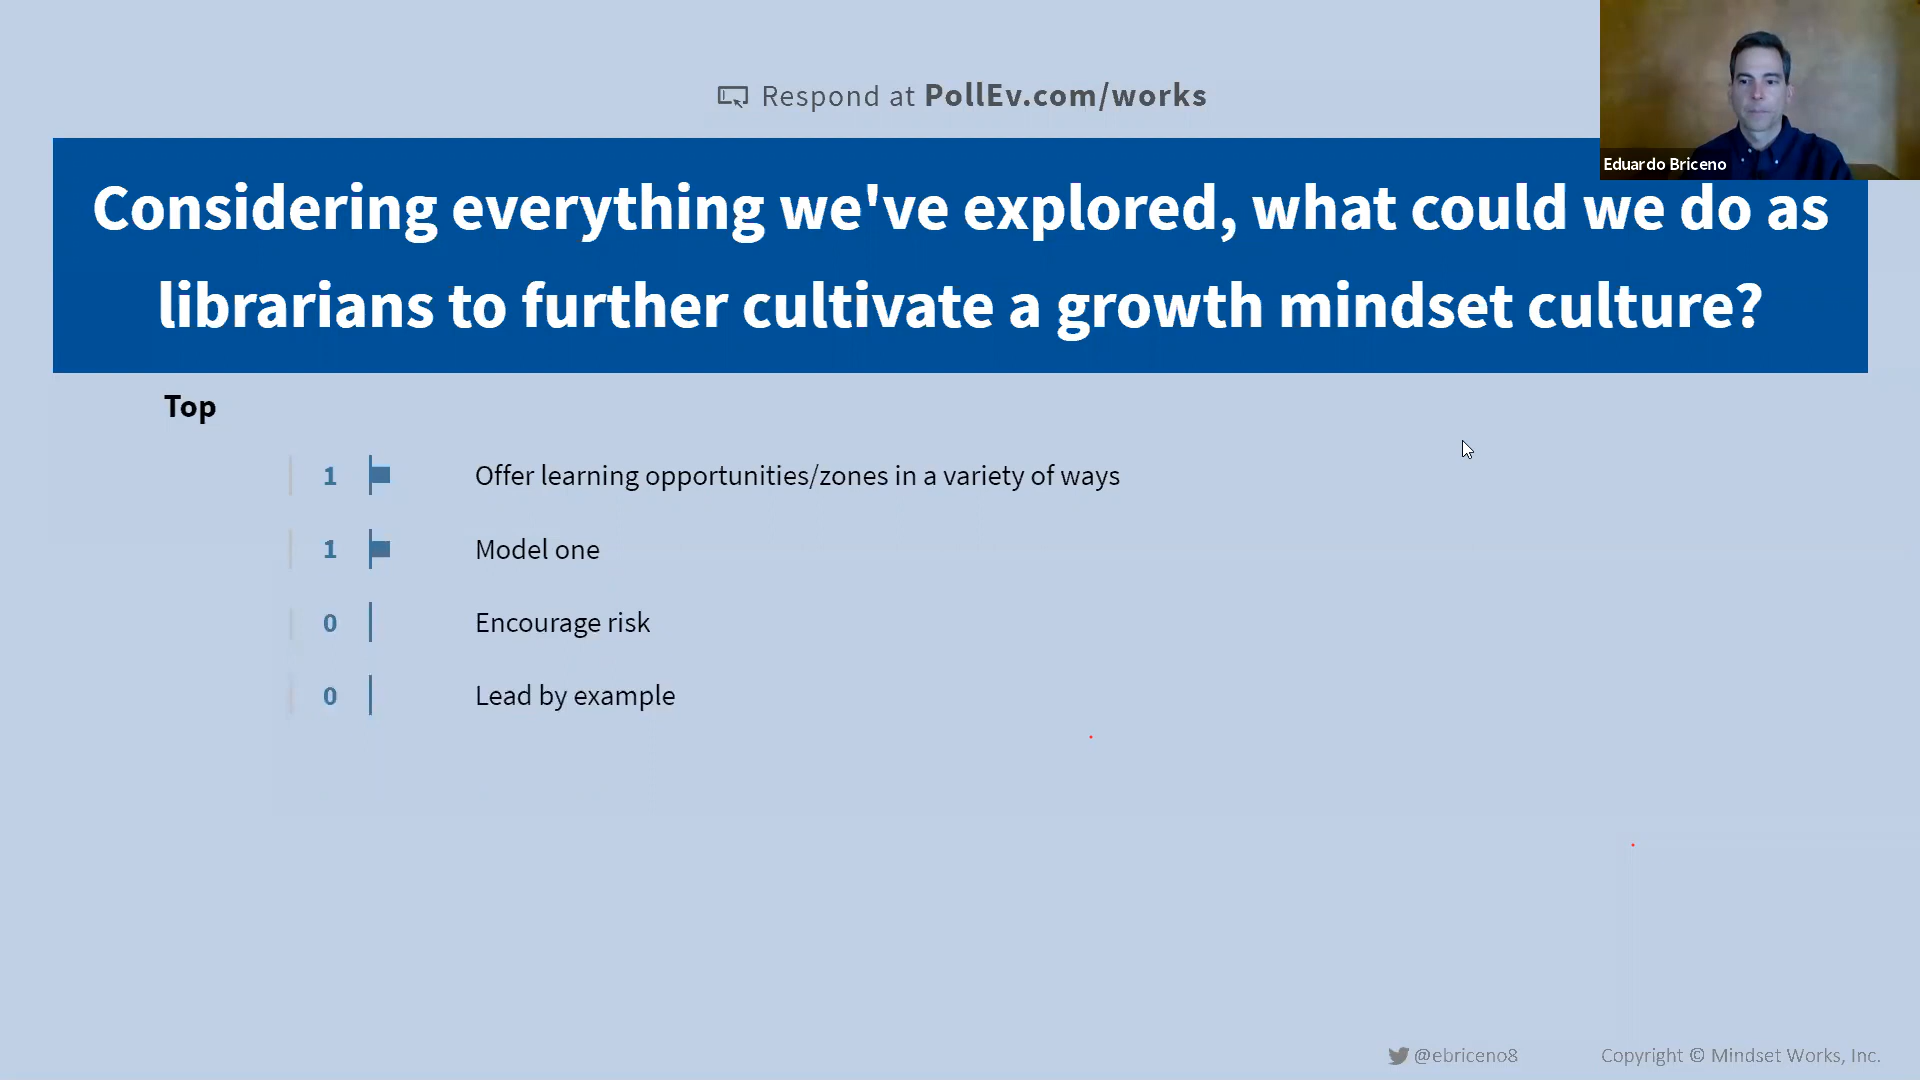 Respond at PollEv.com/works
Eduardo Briceno
Considering everything we've explored, what could we do as
librarians to further cultivate a growth mindset culture?
Top
1 Offer learning opportunities/zones in a variety of ways
1 Model one
0 Encourage risk
0 Lead by example
@ebriceno8 Copyright © Mindset Works, Inc.